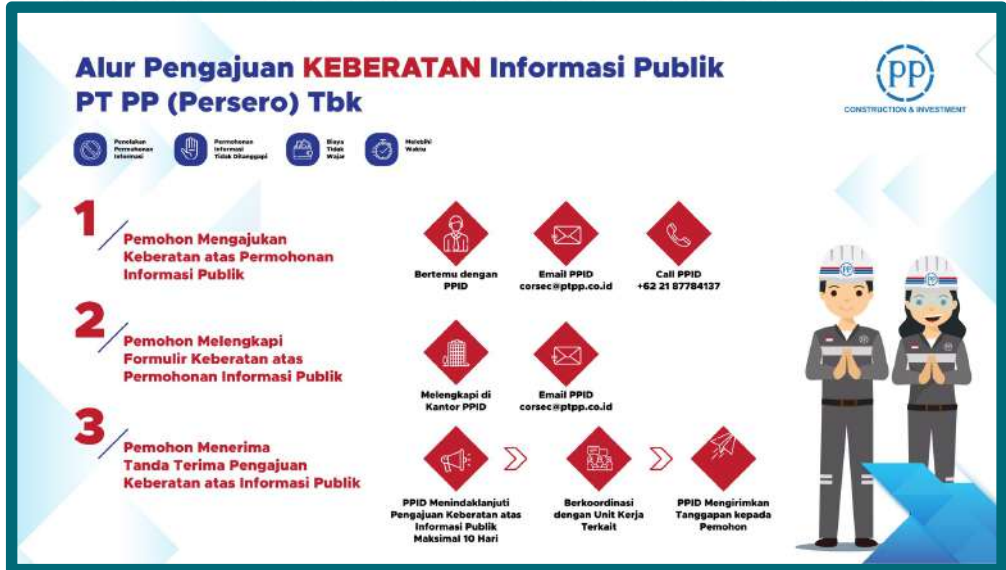 Alur Pengajuan KEBERATAN Informasi Publik
PT PP (Persero) Tbk
PP
CONSTRUCTION & INVESTMENT
Penolakan
Permohonan
Informasi
Permohonan
Informasi
Tidak Ditanggapi
Biaya
Tidak
Wajar
Melebihi
Waktu
1
Pemohon Mengajukan
Keberatan atas Permohonan
Informasi Publik
Bertemu dengan
PPID
Email PPID
corsec@ptpp.co.id
Call PPID
+62 21 87784137
2
Pemohon Melengkapi
Formulir Keberatan atas
Permohonan Informasi Publik
Melengkapi di
Kantor PPID
Email PPID
corsec@ptpp.co.id
3
Pemohon Menerima
Tanda Terima Pengajuan
Keberatan atas Informasi Publik
PPID Menindaklanjuti
Pengajuan Keberatan atas
Informasi Publik
Maksimal 10 Hari
Berkoordinasi
dengan Unit Kerja
Terkait
PPID Mengirimkan
Tanggapan kepada
Pemohon
PP
PP